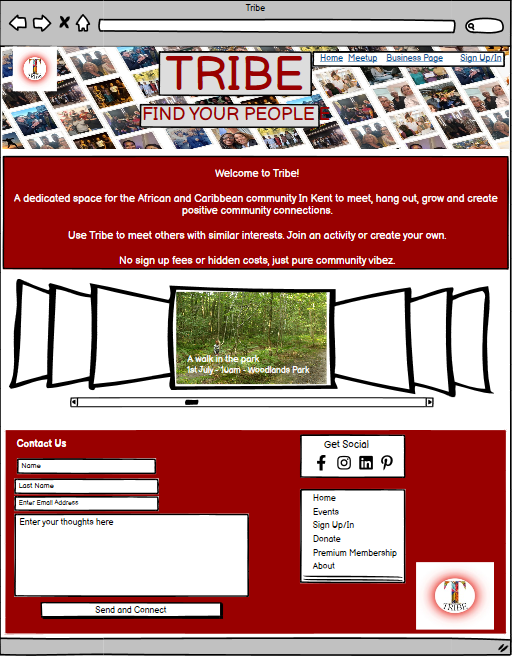 Tribe
Home Meetup Business Page Sign Up/In
TRIBE
TRIBE
FIND YOUR PEOPLE
Welcome to Tribe!
A dedicated space for the African and Caribbean community In Kent to meet, hang out, grow and create
positive community connections.
Use Tribe to meet others with similar interests. Join an activity or create your own.
No sign up fees or hidden costs, just pure community vibez.
A walk in the park
1st July - 10am - Woodlands Park
Contact Us
Name
Last Name
Enter Email Address
Enter your thoughts here
Send and Connect
Get Social
Home
Events
Sign Up/In
Donate
Premium Membership
About
TRIBE